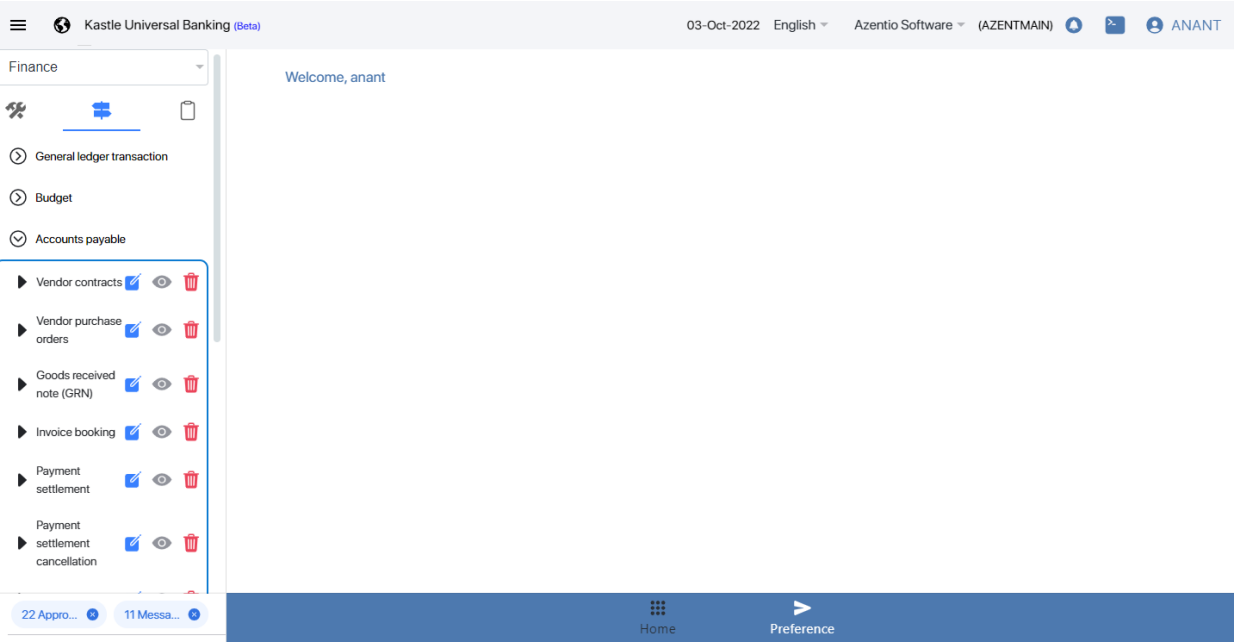 Kastle Universal Banking (Beta)
03-Oct-2022 English Azentio Software (AZENTMAIN) ANANT
Finance
Welcome, anant
General ledger transaction
Budget
Accounts payable
Vendor contracts
Vendor purchase
orders
Goods received
note (GRN)
Invoice booking
Payment
settlement
Payment
settlement
cancellation
22 Appro... 11 Messa...
Home
Preference